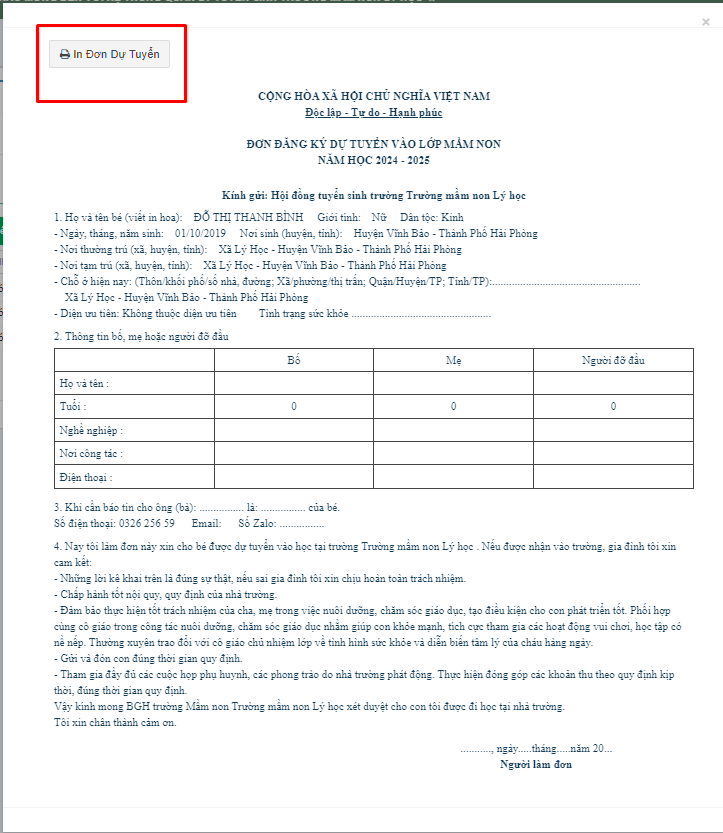 ×
In Đơn Dự Tuyển
CỘNG HÒA XÃ HỘI CHỦ NGHĨA VIỆT NAM
Độc lập - Tự do - Hạnh phúc
ĐƠN ĐĂNG KÝ DỰ TUYỂN VÀO LỚP MẦM NON
NĂM HỌC 2024 - 2025
Kính gửi: Hội đồng tuyển sinh trường Trường mầm non Lý học
1. Họ và tên bé (viết in hoa): ĐỖ THỊ THANH BÌNH Giới tính: Nữ Dân tộc: Kinh
- Ngày, tháng, năm sinh: 01/10/2019 Nơi sinh (huyện, tỉnh): Huyện Vĩnh Bảo - Thành Phố Hải Phòng
- Nơi thường trú (xã, huyện, tỉnh): Xã Lý Học - Huyện Vĩnh Bảo - Thành Phố Hải Phòng
- Nơi tạm trú (xã, huyện, tỉnh): Xã Lý Học - Huyện Vĩnh Bảo - Thành Phố Hải Phòng
- Chỗ ở hiện nay: (Thôn/khối phố/số nhà, đường; Xã/phường/thị trấn; Quận/Huyện/TP; Tỉnh/TP):......................................................
Xã Lý Học - Huyện Vĩnh Bảo - Thành Phố Hải Phòng
- Diện ưu tiên: Không thuộc diện ưu tiên Tình trạng sức khỏe ..................................................
2. Thông tin bố, mẹ hoặc người đỡ đầu
Bố Mẹ Người đỡ đầu
Họ và tên :
Tuổi : 0 0 0
Nghề nghiệp :
Nơi công tác :
Điện thoại :
3. Khi cần báo tin cho ông (bà): ................ là: ................ của bé.
Số điện thoại: 0326 256 59 Email: Số Zalo: ................
4. Nay tôi làm đơn này xin cho bé được dự tuyển vào học tại trường Trường mầm non Lý học . Nếu được nhận vào trường, gia đình tôi xin
cam kết:
- Những lời kê khai trên là đúng sự thật, nếu sai gia đình tôi xin chịu hoàn toàn trách nhiệm.
- Chấp hành tốt nội quy, quy định của nhà trường.
- Đảm bảo thực hiện tốt trách nhiệm của cha, mẹ trong việc nuôi dưỡng, chăm sóc giáo dục, tạo điều kiện cho con phát triển tốt. Phối hợp
cùng cô giáo trong công tác nuôi dưỡng, chăm sóc giáo dục nhằm giúp con khỏe mạnh, tích cực tham gia các hoạt động vui chơi, học tập có
nề nếp. Thường xuyên trao đổi với cô giáo chủ nhiệm lớp về tình hình sức khỏe và diễn biến tâm lý của cháu hàng ngày.
- Gửi và đón con đúng thời gian quy định.
- Tham gia đầy đủ các cuộc họp phụ huynh, các phong trào do nhà trường phát động. Thực hiện đóng góp các khoản thu theo quy định kịp
thời, đúng thời gian quy định.
Vậy kính mong BGH trường Mầm non Trường mầm non Lý học xét duyệt cho con tôi được đi học tại nhà trường.
Tôi xin chân thành cảm ơn.
..........., ngày.....tháng.....năm 20...
Người làm đơn